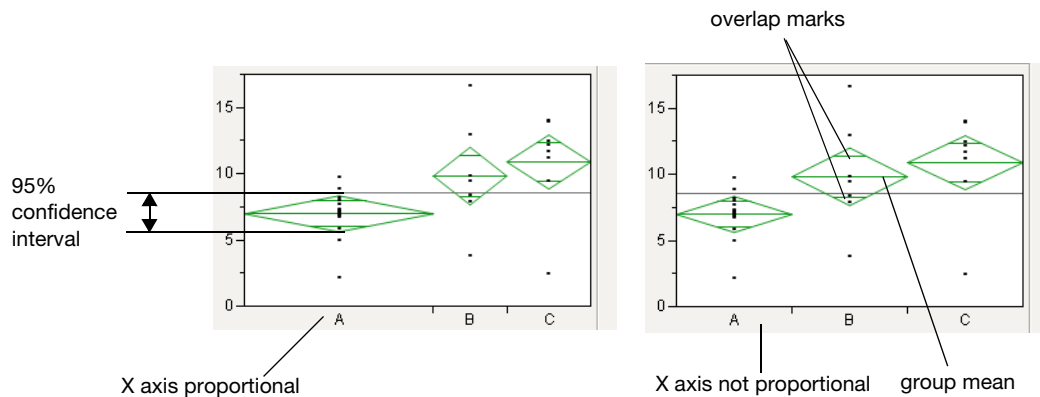 overlap marks
15
10
5
0
A
B
C
15
10
5
0
A
B
C
95%
confidence
interval
X axis proportional
X axis not proportional
group mean